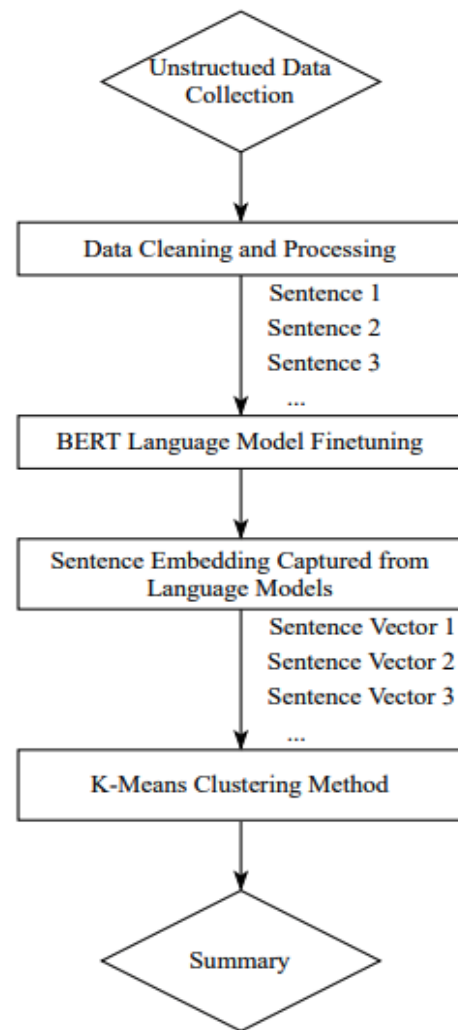 Unstructued Data
Collection
Data Cleaning and Processing
Sentence 1
Sentence 2
Sentence 3
...
BERT Language Model Finetuning
Sentence Embedding Captured from
Language Models
Sentence Vector 1
Sentence Vector 2
Sentence Vector 3
...
K-Means Clustering Method
Summary